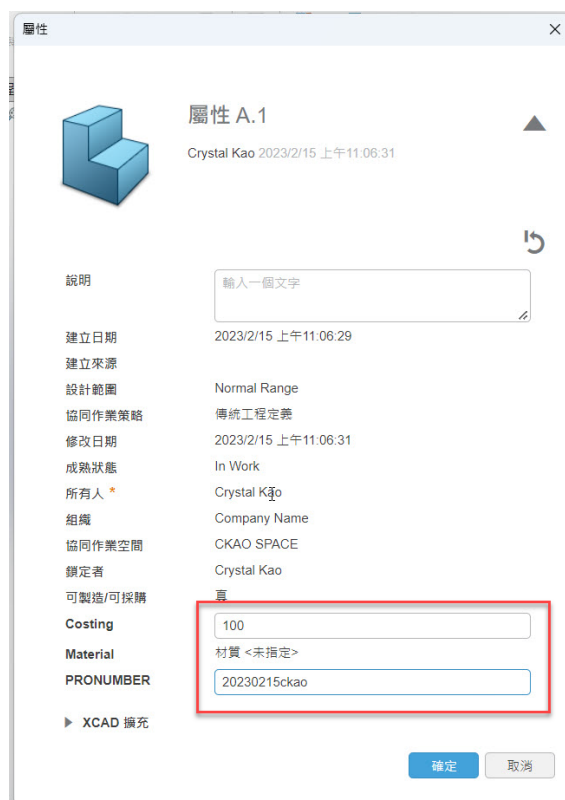 屬性
屬性 A.1
Crystal Kao 2023/2/15 上午11:06:31
說明 輸入一個文字
建立日期 2023/2/15 上午11:06:29
建立來源
設計範圍 Normal Range
協同作業策略 傳統工程定義
修改日期 2023/2/15 上午11:06:31
成熟狀態 In Work
所有人 * Crystal Kao
組織 Company Name
協同作業空間 CKAO SPACE
鎖定者 Crystal Kao
可製造/可採購 真
Costing 100
Material 材質 <未指定>
PRONUMBER 20230215ckao
XCAD 擴充
確定 取消